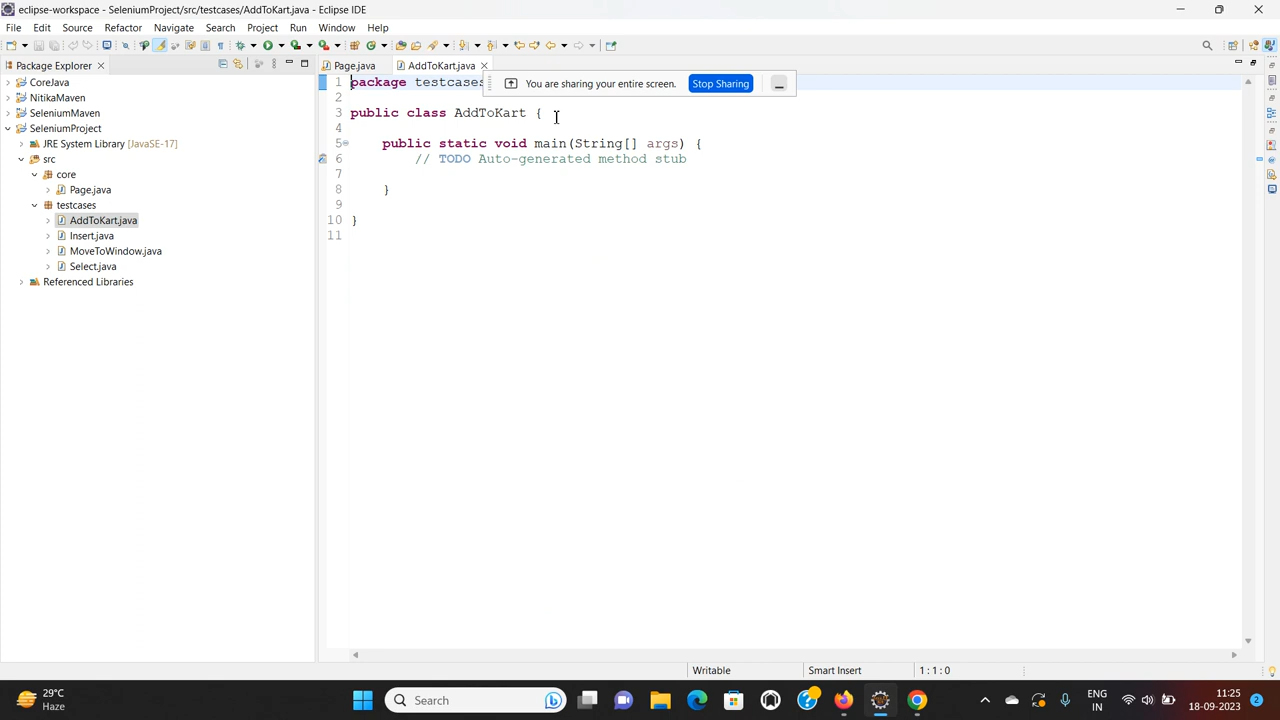 eclipse-workspace - SeleniumProject/src/testcases/AddToKart.java - Eclipse IDE
File Edit Source Refactor Navigate Search Project Run Window Help
Package Explorer
Page.java
AddToKart.java
CoreJava
NitikaMaven
SeleniumMaven
SeleniumProject
JRE System Library [JavaSE-17]
src
core
Page.java
testcases
AddToKart.java
Insert.java
MoveToWindow.java
Select.java
Referenced Libraries
You are sharing your entire screen. Stop Sharing
1 package testcases
2
3 public class AddToKart {
4
5 public static void main(String[] args) {
6 // TODO Auto-generated method stub
7
8 }
9
10 }
11
Writable Smart Insert 1 : 1 : 0
29°C
Haze
Search
ENG
IN
11:25
18-09-2023
2